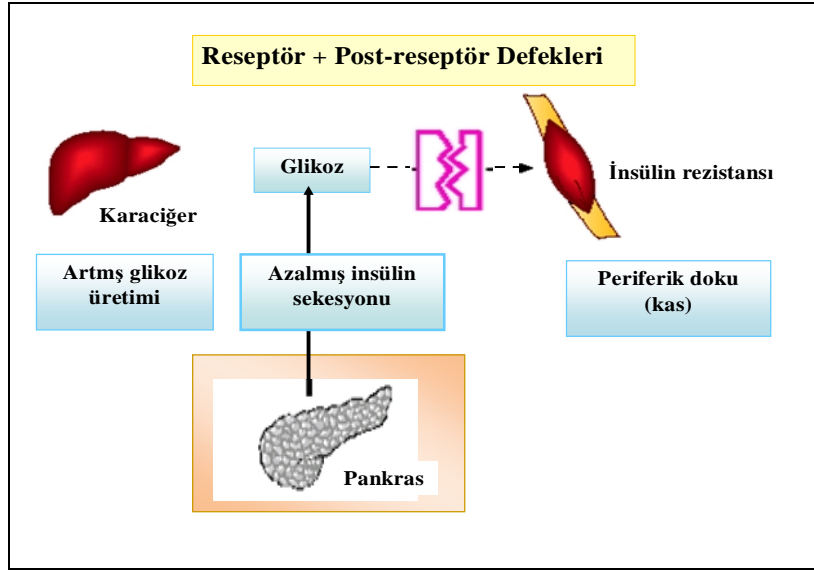 Reseptör + Post-reseptör Defekleri
Glikoz
İnsülin rezistansı
Karaciğer
Artmş glikoz
üretimi
Azalmış insülin
sekesyonu
Periferik doku
(kas)
Pankras